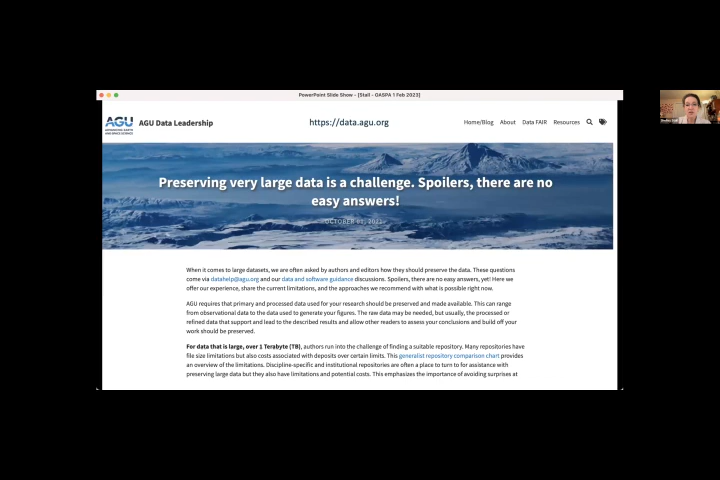 PowerPoint Slide Show - [Stall - OASPA 1 Feb 2023]
AGU
ADVANCING EARTH
AND SPACE SCIENCE
AGU Data Leadership
https://data.agu.org
Home/Blog About Data FAIR Resources
Preserving very large data is a challenge. Spoilers, there are no
easy answers!
When it comes to large datasets, we are often asked by authors and editors how they should preserve the data. These questions
come via datahelp@agu.org and our data and software guidance discussions. Spoilers, there are no easy answers, yet! Here we
offer our experience, share the current limitations, and the approaches we recommend with what is possible right now.
AGU requires that primary and processed data used for your research should be preserved and made available. This can range
from observational data to the data used to generate your figures. The raw data may be needed, but usually, the processed or
refined data that support and lead to the described results and allow other readers to assess your conclusions and build off your
work should be preserved.
For data that is large, over 1 Terabyte (TB), authors run into the challenge of finding a suitable repository. Many repositories have
file size limitations but also costs associated with deposits over certain limits. This generalist repository comparison chart provides
an overview of the limitations. Discipline-specific and institutional repositories are often a place to turn to for assistance with
preserving large data but they also have limitations and potential costs. This emphasizes the importance of avoiding surprises at